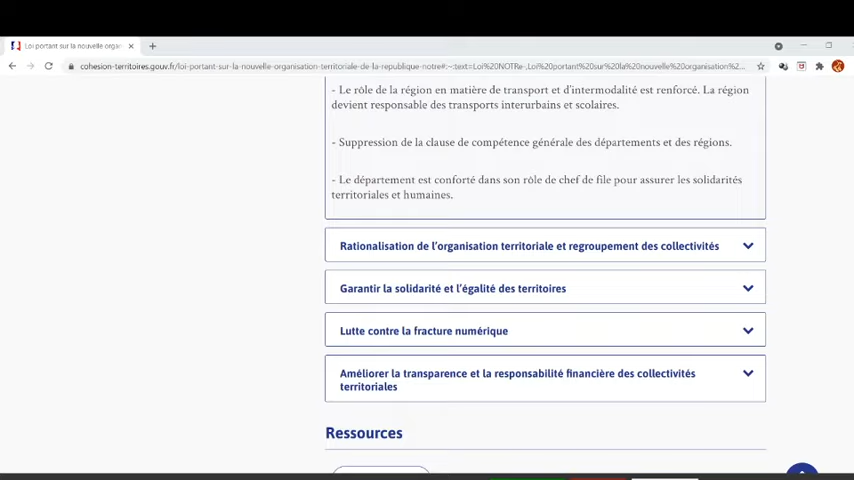 Loi portant sur la nouvelle organ
cohesion-territoires.gouv.fr/loi-portant-sur-la-nouvelle-organisation-territoriale-de-la-republique-notre#:~:text=Loi%20NOTRe-,Loi%20portant%20sur%20la%20nouvelle%20organisation%2...
- Le rôle de la région en matière de transport et d'intermodalité est renforcé. La région
devient responsable des transports interurbains et scolaires.
- Suppression de la clause de compétence générale des départements et des régions.
- Le département est conforté dans son rôle de chef de file pour assurer les solidarités
territoriales et humaines.
Rationalisation de l'organisation territoriale et regroupement des collectivités
Garantir la solidarité et l'égalité des territoires
Lutte contre la fracture numérique
Améliorer la transparence et la responsabilité financière des collectivités
territoriales
Ressources